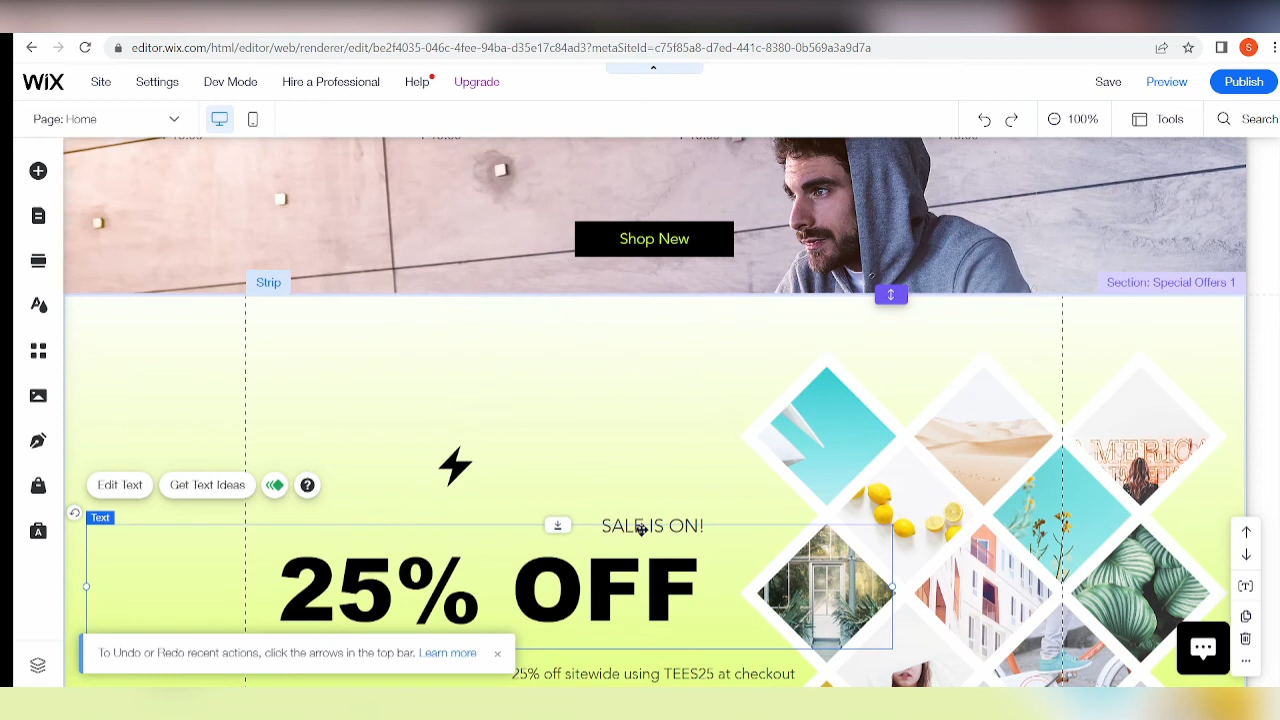 editor.wix.com/html/editor/web/renderer/edit/be2f4035-046c-4fee-94ba-
metaSiteId=c75f85a8-d7ed-441c-8380-0b569a3a9d7a
S
WiX Site Settings Dev Mode Hire a Professional Help Upgrade Save Preview Publish
Page: Home 100% Tools Search
Shop New
Strip
Section: Special Offers 1
Edit Text Get Text Ideas ?
Text
SALE IS ON!
25% OFF
To Undo or Redo recent actions, click the arrows in the top bar. Learn more ×
25% off sitewide using TEES25 at checkout